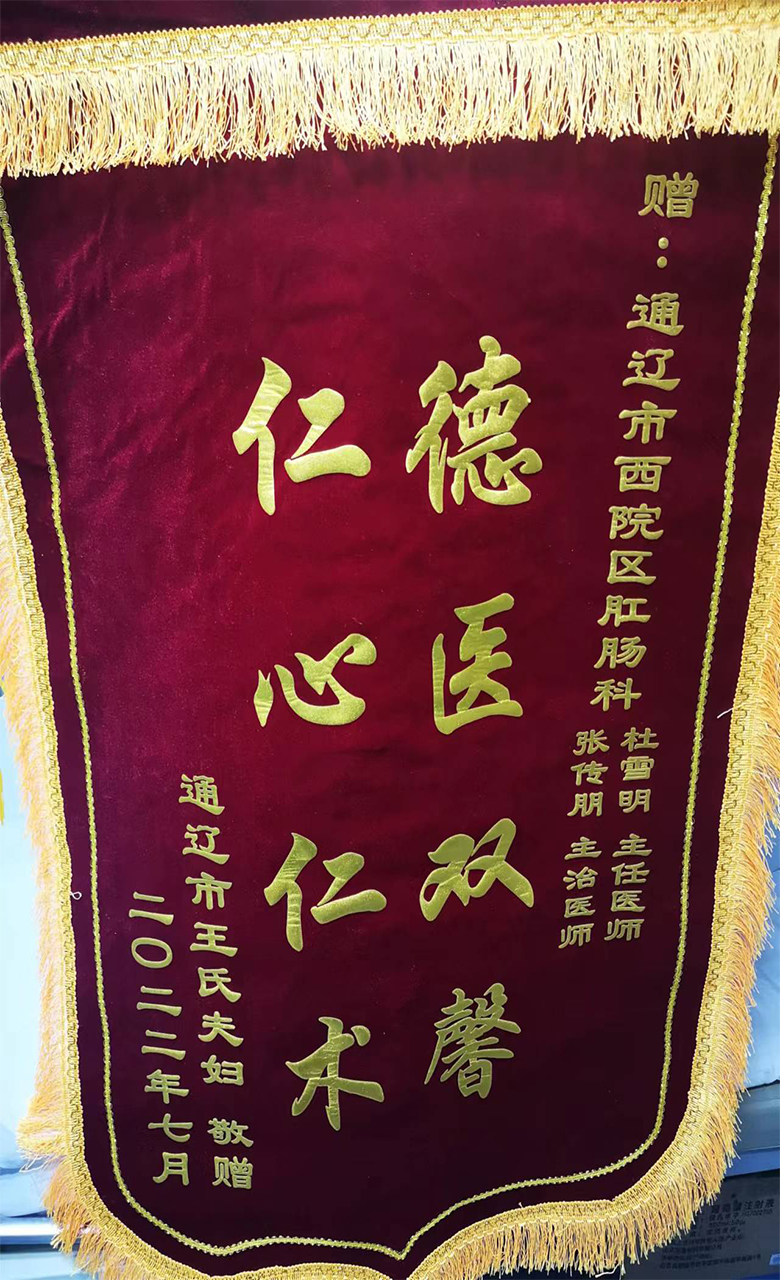 赠：通辽市西院区肛肠科
杜雪明 主任医师
张传朋 主治医师
德医双馨
仁心仁术
通辽市王氏夫妇 敬赠
二〇二二年七月